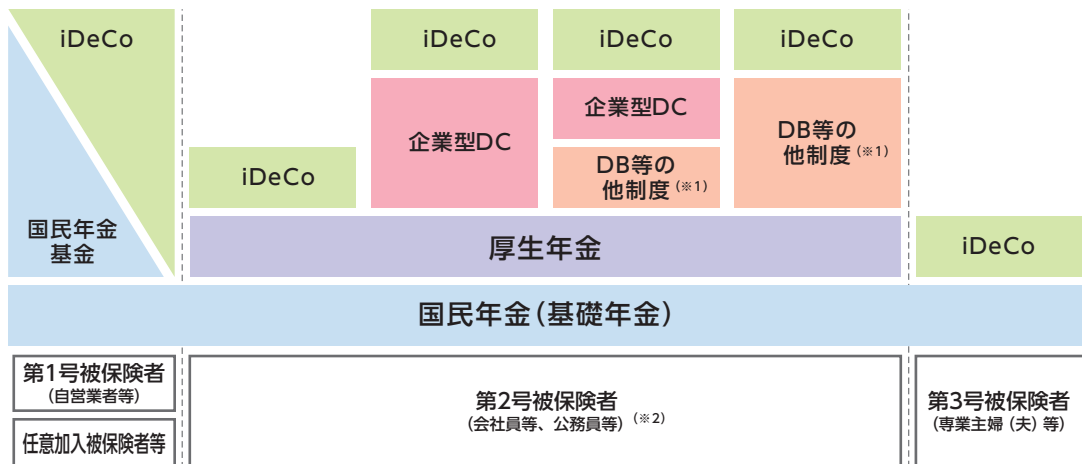 iDeCo
国民年金
基金
iDeCo
iDeCo
企業型DC
iDeCo
企業型DC
DB等の
他制度(※1)
iDeCo
DB等の
他制度(※1)
厚生年金
iDeCo
国民年金(基礎年金)
第1号被保険者
(自営業者等)
任意加入被保険者等
第2号被保険者
(会社員等、公務員等)(※2)
第3号被保険者
(専業主婦(夫)等)